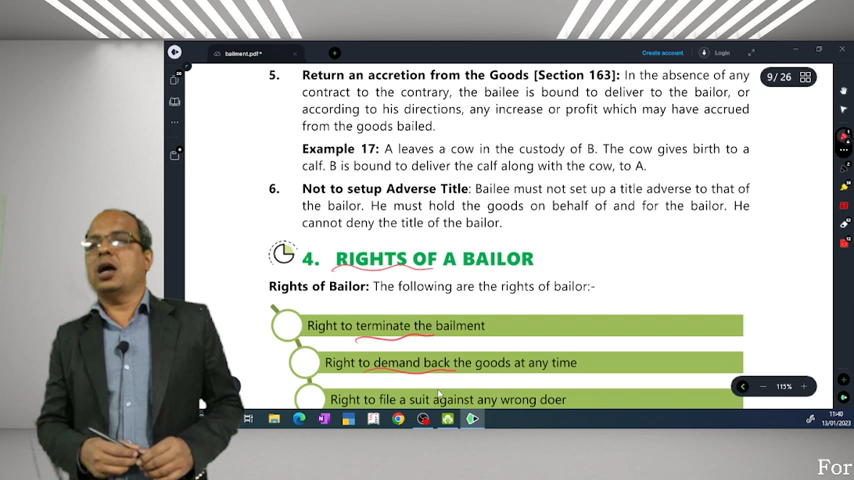 bailment.pdf*
Create account
Login
9/26
5. Return an accretion from the Goods [Section 163]: In the absence of any
contract to the contrary, the bailee is bound to deliver to the bailor, or
according to his directions, any increase or profit which may have accrued
from the goods bailed.
Example 17: A leaves a cow in the custody of B. The cow gives birth to a
calf. B is bound to deliver the calf along with the cow, to A.
6. Not to setup Adverse Title: Bailee must not set up a title adverse to that of
the bailor. He must hold the goods on behalf of and for the bailor. He
cannot deny the title of the bailor.
4. RIGHTS OF A BAILOR
Rights of Bailor: The following are the rights of bailor:-
Right to terminate the bailment
Right to demand back the goods at any time
Right to file a suit against any wrong doer
115%
11:40
13/01/2023
For